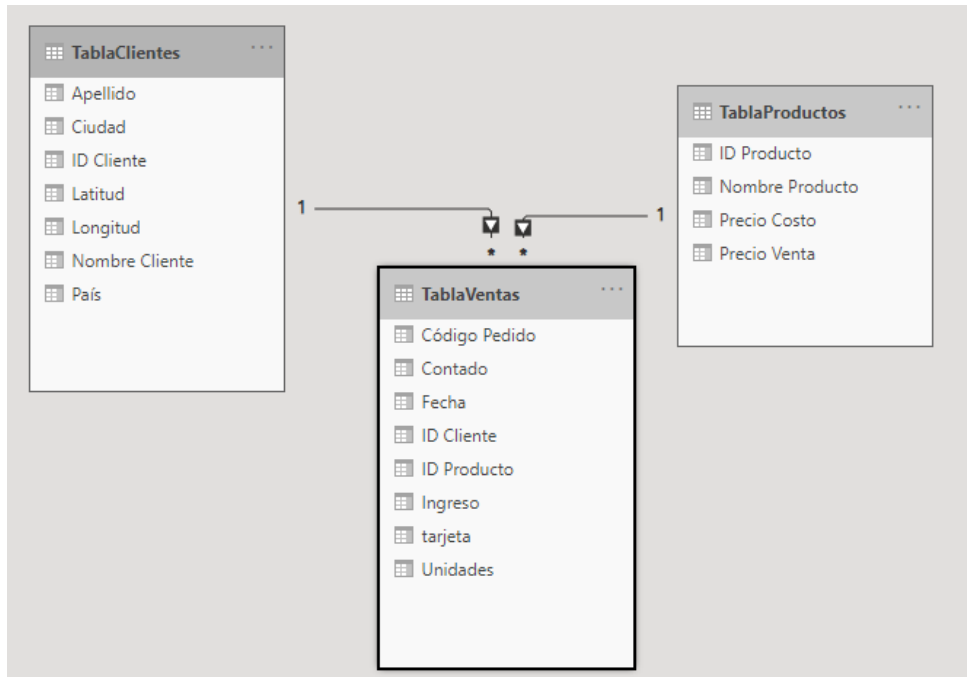 TablaClientes
Apellido
Ciudad
ID Cliente
Latitud
Longitud
Nombre Cliente
País
1
*
*
1
TablaProductos
ID Producto
Nombre Producto
Precio Costo
Precio Venta
TablaVentas
Código Pedido
Contado
Fecha
ID Cliente
ID Producto
Ingreso
tarjeta
Unidades